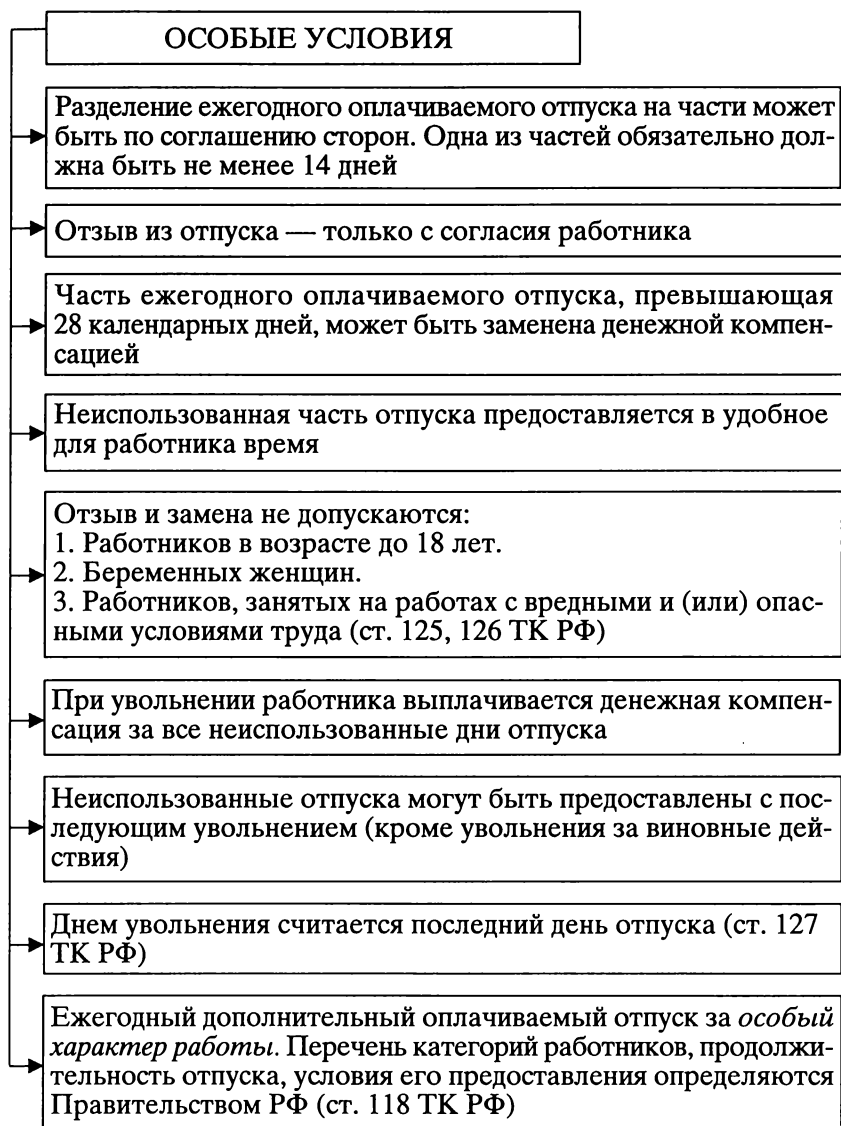 ОСОБЫЕ УСЛОВИЯ
Разделение ежегодного оплачиваемого отпуска на части может
быть по соглашению сторон. Одна из частей обязательно дол-
жна быть не менее 14 дней
Отзыв из отпуска — только с согласия работника
Часть ежегодного оплачиваемого отпуска, превышающая
28 календарных дней, может быть заменена денежной компен-
сацией
Неиспользованная часть отпуска предоставляется в удобное
для работника время
Отзыв и замена не допускаются:
1. Работников в возрасте до 18 лет.
2. Беременных женщин.
3. Работников, занятых на работах с вредными и (или) опас-
ными условиями труда (ст. 125, 126 ТК РФ)
При увольнении работника выплачивается денежная компен-
сация за все неиспользованные дни отпуска
Неиспользованные отпуска могут быть предоставлены с пос-
ледующим увольнением (кроме увольнения за виновные дей-
ствия)
Днем увольнения считается последний день отпуска (ст. 127
ТК РФ)
Ежегодный дополнительный оплачиваемый отпуск за особый
характер работы. Перечень категорий работников, продолжи-
тельность отпуска, условия его предоставления определяются
Правительством РФ (ст. 118 ТК РФ)